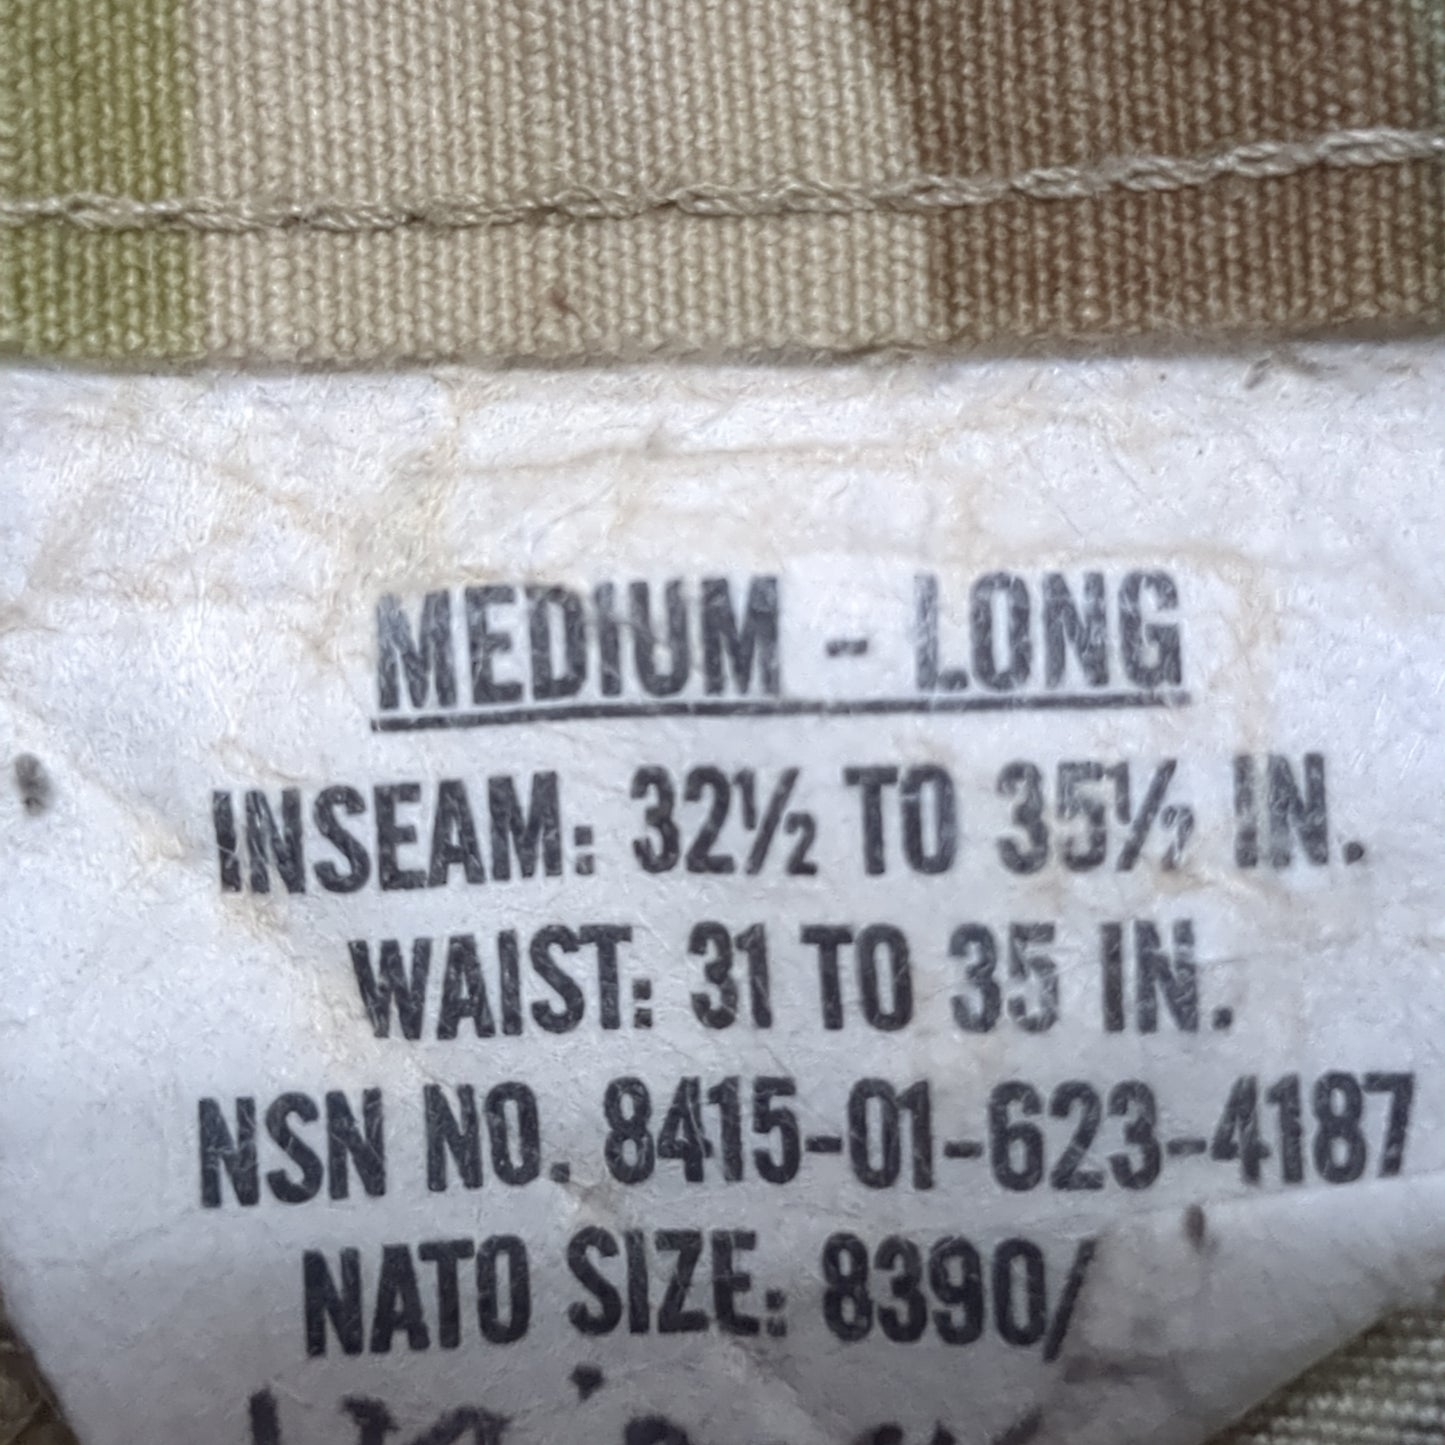 MEDIUM - LONG
INSEAM: 32½ TO 35½ IN.
WAIST: 31 TO 35 IN.
NSN NO. 8415-01-623-4187
NATO SIZE: 8390/